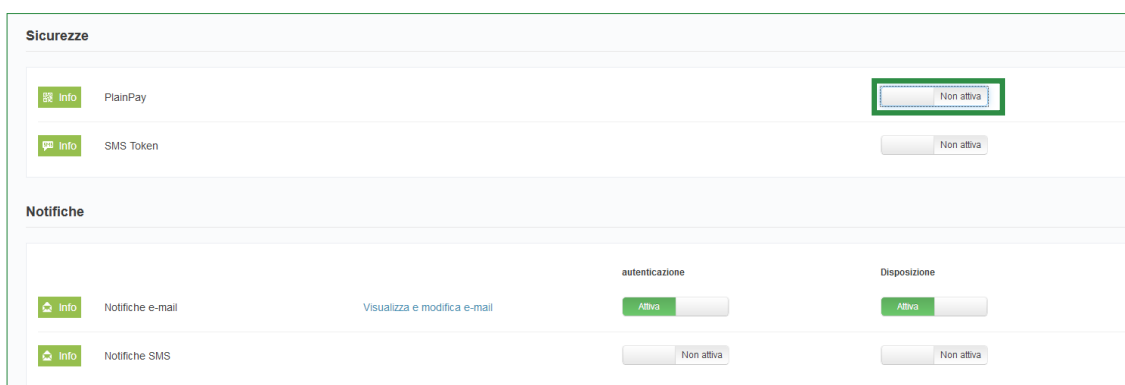 Sicurezze
Info PlainPay Non attiva
Info SMS Token Non attiva
Notifiche
autenticazione Disposizione
Info Notifiche e-mail Visualizza e modifica e-mail Attiva Attiva
Info Notifiche SMS Non attiva Non attiva